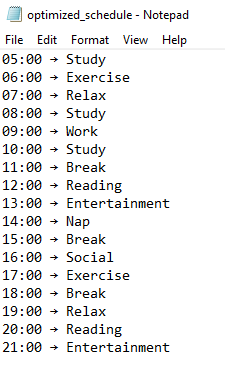 optimized_schedule - Notepad
File Edit Format View Help
05:00 → Study
06:00 → Exercise
07:00 → Relax
08:00 → Study
09:00 → Work
10:00 → Study
11:00 → Break
12:00 → Reading
13:00 → Entertainment
14:00 → Nap
15:00 → Break
16:00 → Social
17:00 → Exercise
18:00 → Break
19:00 → Relax
20:00 → Reading
21:00 → Entertainment